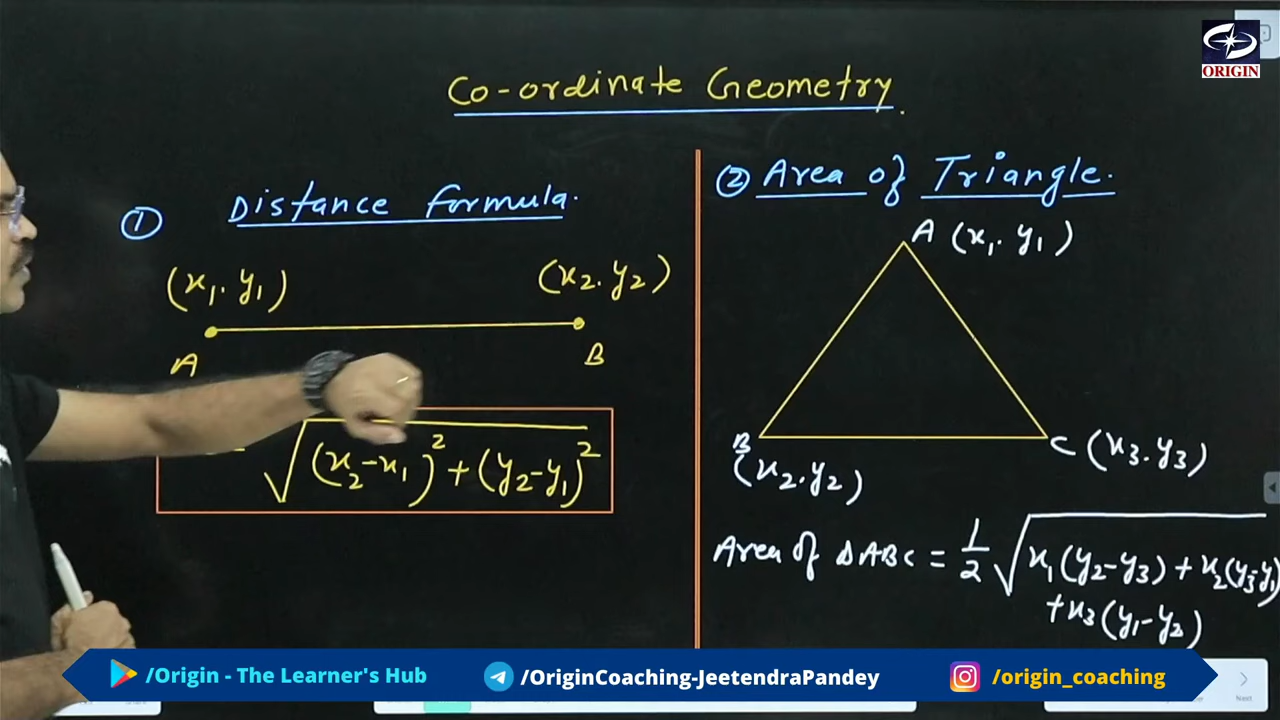 ORIGIN
Co-ordinate Geometry.
① Distance formula.
(x₁. y₁)
(x₂. y₂)
A
B
√(x₂-x₁)² + (y₂-y₁)²
② Area of Triangle.
A (x₁. y₁)
B
(x₂. y₂)
C (x₃. y₃)
Area of ΔABC = 1/2 √x₁(y₂-y₃) + x₂(y₃-y₁)
+x₃(y₁-y₂)
/Origin - The Learner's Hub
/OriginCoaching-JeetendraPandey
/origin_coaching
Next